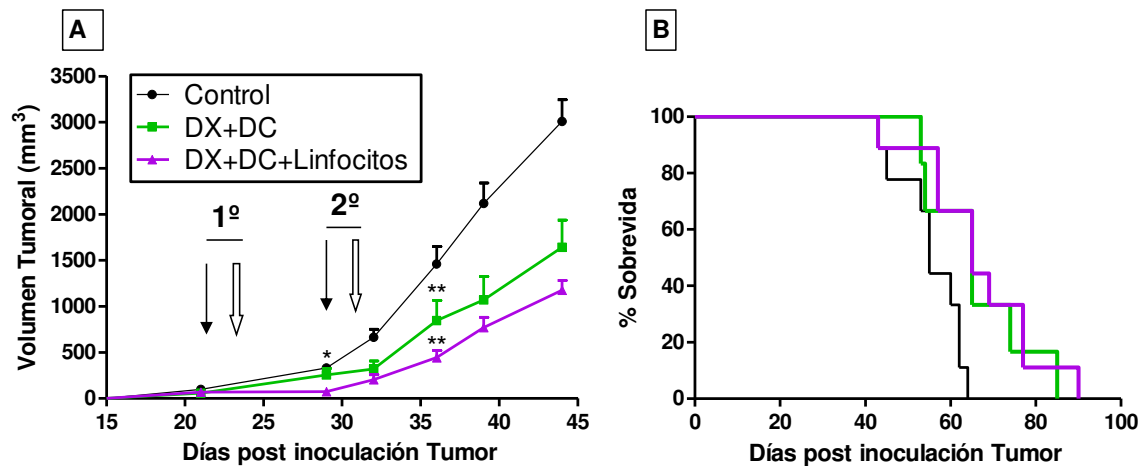 A
Volumen Tumoral (mm³)
3500
3000
2500
2000
1500
1000
500
0
Control
DX+DC
DX+DC+Linfocitos
1º
2º
*
**
**
15 20 25 30 35 40 45
Días post inoculación Tumor
B
% Sobrevida
100
80
60
40
20
0
0 20 40 60 80 100
Días post inoculación Tumor